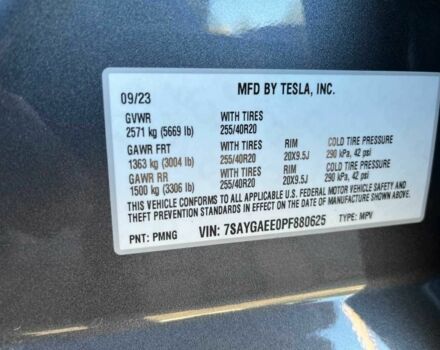 MFD BY TESLA, INC.
09/23
GVWR WITH TIRES
2571 kg (5669 lb) 255/40R20
GAWR FRT WITH TIRES RIM COLD TIRE PRESSURE
1363 kg (3004 lb) 255/40R20 20X9.5J 290 kPa, 42 psi
GAWR RR WITH TIRES RIM COLD TIRE PRESSURE
1500 kg (3306 lb) 255/40R20 20X9.5J 290 kPa, 42 psi
THIS VEHICLE CONFORMS TO ALL APPLICABLE U.S. FEDERAL MOTOR VEHICLE SAFETY AND
THEFT PREVENTION STANDARDS IN EFFECT ON THE DATE OF MANUFACTURE SHOWN ABOVE.
PNT: PMNG VIN: 7SAYGAEE0PF880625 TYPE: MPV